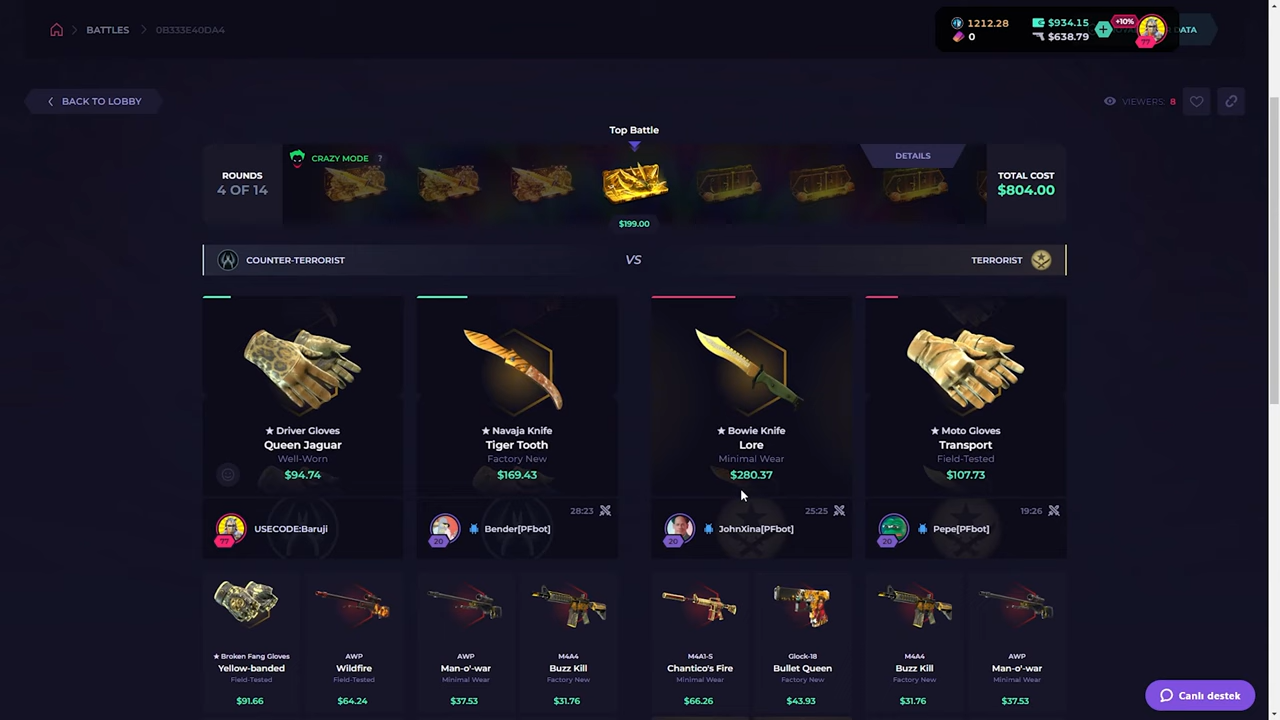 BATTLES
0B333E40DA4
1212.28
0
$934.15
$638.79
+10%
77
DATA
BACK TO LOBBY
VIEWERS: 8
Top Battle
CRAZY MODE ?
DETAILS
ROUNDS
4 OF 14
TOTAL COST
$804.00
$199.00
COUNTER-TERRORIST
VS
TERRORIST
★ Driver Gloves
Queen Jaguar
Well-Worn
$94.74
★ Navaja Knife
Tiger Tooth
Factory New
$169.43
★ Bowie Knife
Lore
Minimal Wear
$280.37
★ Moto Gloves
Transport
Field-Tested
$107.73
77
USECODE:Baruji
28:23
20
Bender[PFbot]
25:25
20
JohnXina[PFbot]
19:26
20
Pepe[PFbot]
★ Broken Fang Gloves
Yellow-banded
Field-Tested
$91.66
AWP
Wildfire
Field-Tested
$64.24
AWP
Man-o'-war
Minimal Wear
$37.53
M4A4
Buzz Kill
Factory New
$31.76
M4A1-S
Chantico's Fire
Minimal Wear
$66.26
Glock-18
Bullet Queen
Factory New
$43.93
M4A4
Buzz Kill
Factory New
$31.76
AWP
Man-o'-war
Minimal Wear
$37.53
Canlı destek